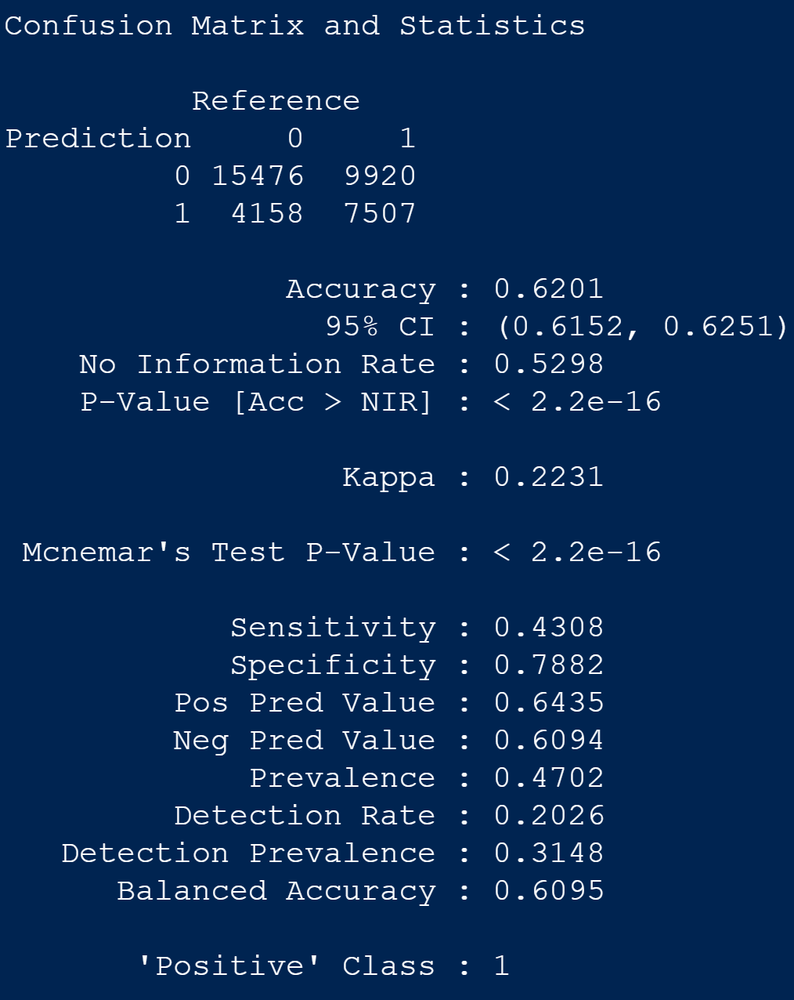 Confusion Matrix and Statistics
Reference
Prediction 0 1
0 15476 9920
1 4158 7507
Accuracy : 0.6201
95% CI : (0.6152, 0.6251)
No Information Rate : 0.5298
P-Value [Acc > NIR] : < 2.2e-16
Kappa : 0.2231
Mcnemar's Test P-Value : < 2.2e-16
Sensitivity : 0.4308
Specificity : 0.7882
Pos Pred Value : 0.6435
Neg Pred Value : 0.6094
Prevalence : 0.4702
Detection Rate : 0.2026
Detection Prevalence : 0.3148
Balanced Accuracy : 0.6095
'Positive' Class : 1